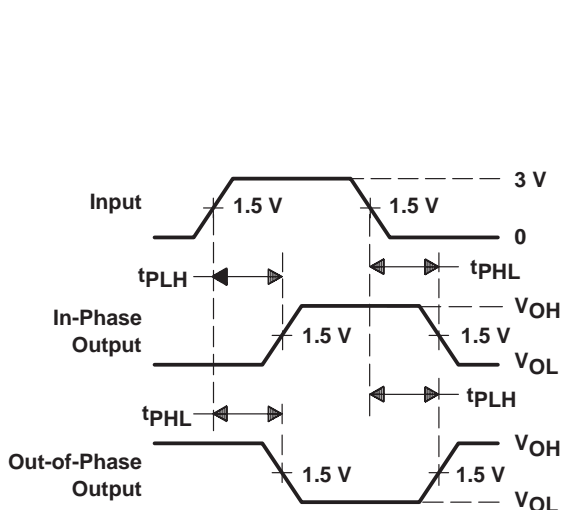 3 V
Input
1.5 V
1.5 V
0
tPLH
tPHL
VOH
In-Phase
Output
1.5 V
1.5 V
VOL
tPLH
tPHL
VOH
Out-of-Phase
Output
1.5 V
1.5 V
VOL